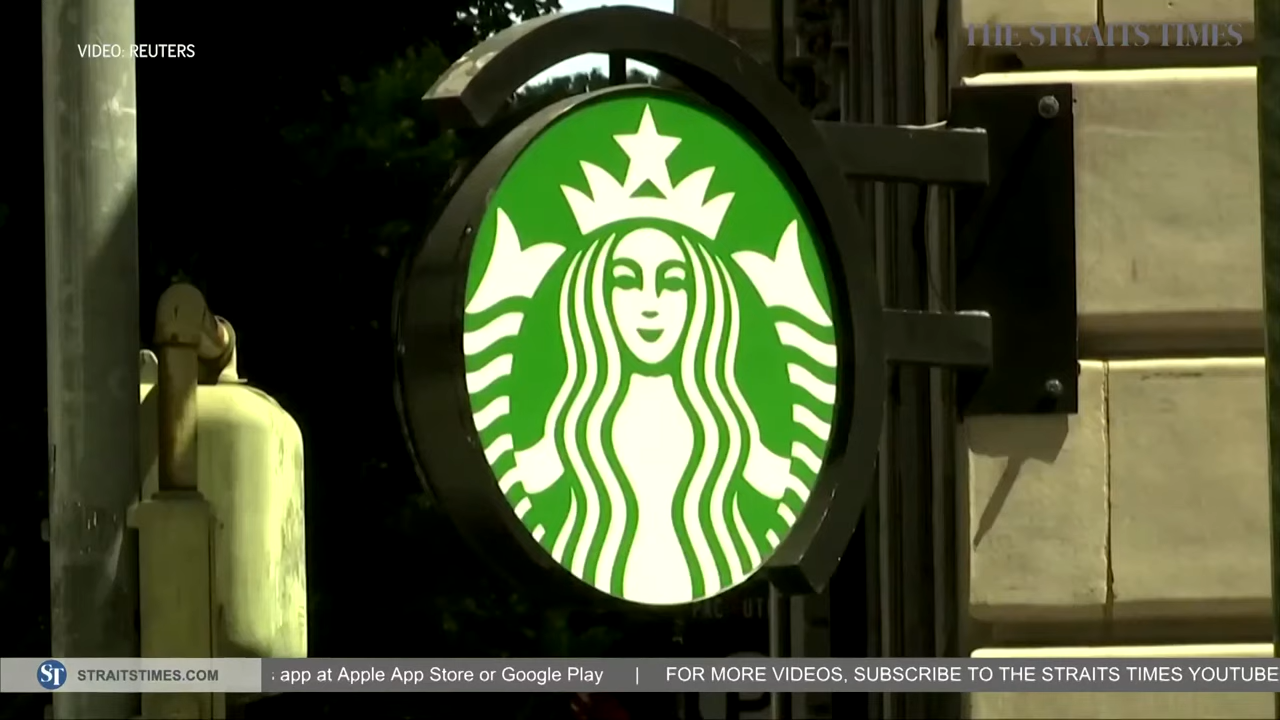 VIDEO: REUTERS
THE STRAITS TIMES
ST STRAITSTIMES.COM
app at Apple App Store or Google Play | FOR MORE VIDEOS, SUBSCRIBE TO THE STRAITS TIMES YOUTUBE